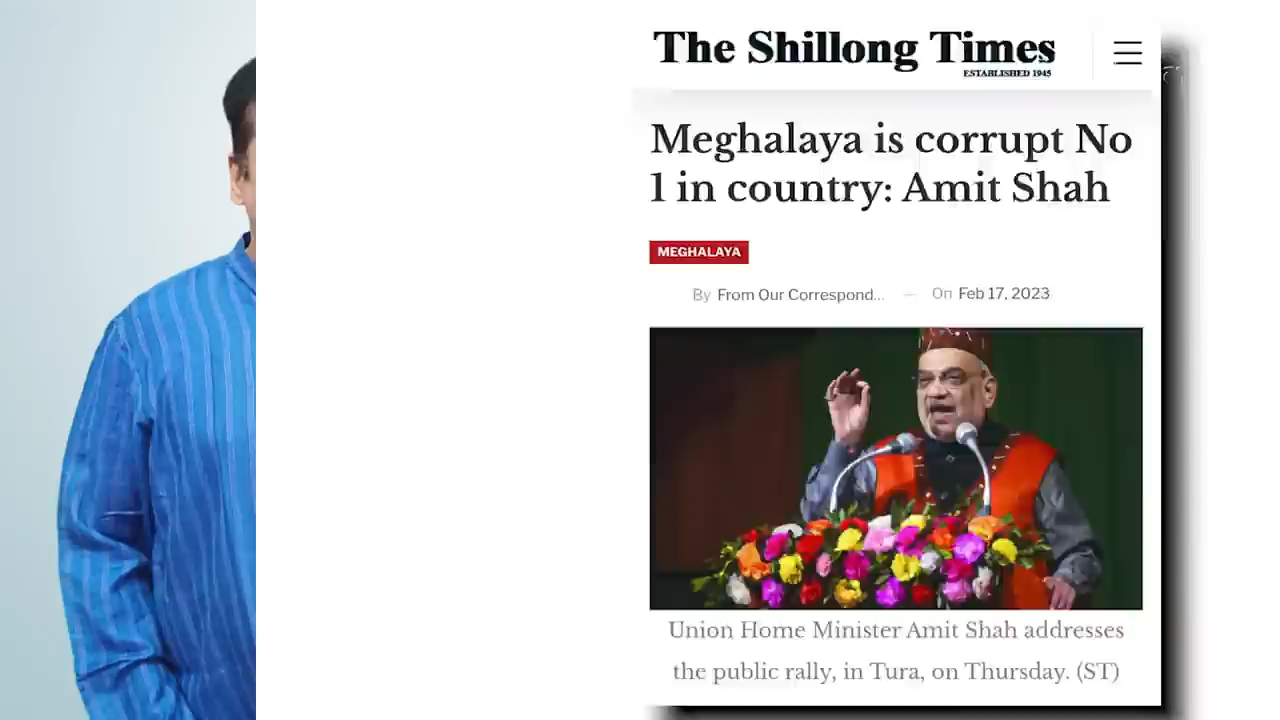 The Shillong Times
ESTABLISHED 1945
Meghalaya is corrupt No
1 in country: Amit Shah
MEGHALAYA
By From Our Correspond... — On Feb 17, 2023
Union Home Minister Amit Shah addresses
the public rally, in Tura, on Thursday. (ST)